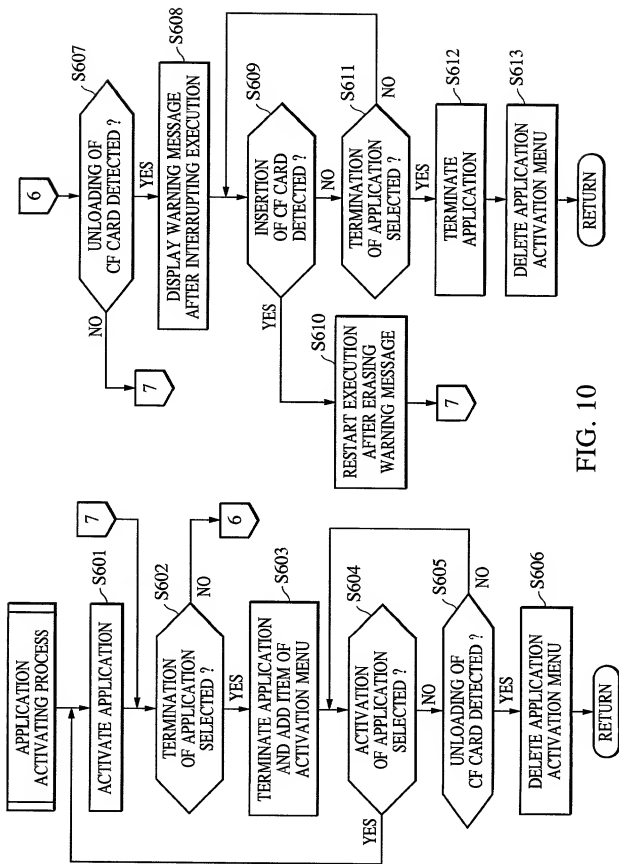 APPLICATION
ACTIVATING PROCESS
7
ACTIVATE APPLICATION
S601
TERMINATION
OF APPLICATION
SELECTED ?
S602
NO
6
YES
TERMINATE APPLICATION
AND ADD ITEM OF
ACTIVATION MENU
S603
ACTIVATION
OF APPLICATION
SELECTED ?
S604
YES
NO
UNLOADING OF
CF CARD DETECTED ?
S605
NO
YES
DELETE APPLICATION
ACTIVATION MENU
S606
RETURN
6
UNLOADING OF
CF CARD DETECTED ?
S607
NO
7
YES
DISPLAY WARNING MESSAGE
AFTER INTERRUPTING EXECUTION
S608
INSERTION
OF CF CARD
DETECTED ?
S609
YES
NO
S610
RESTART EXECUTION
AFTER ERASING
WARNING MESSAGE
7
TERMINATION
OF APPLICATION
SELECTED ?
S611
NO
YES
TERMINATE
APPLICATION
S612
DELETE APPLICATION
ACTIVATION MENU
S613
RETURN
FIG. 10